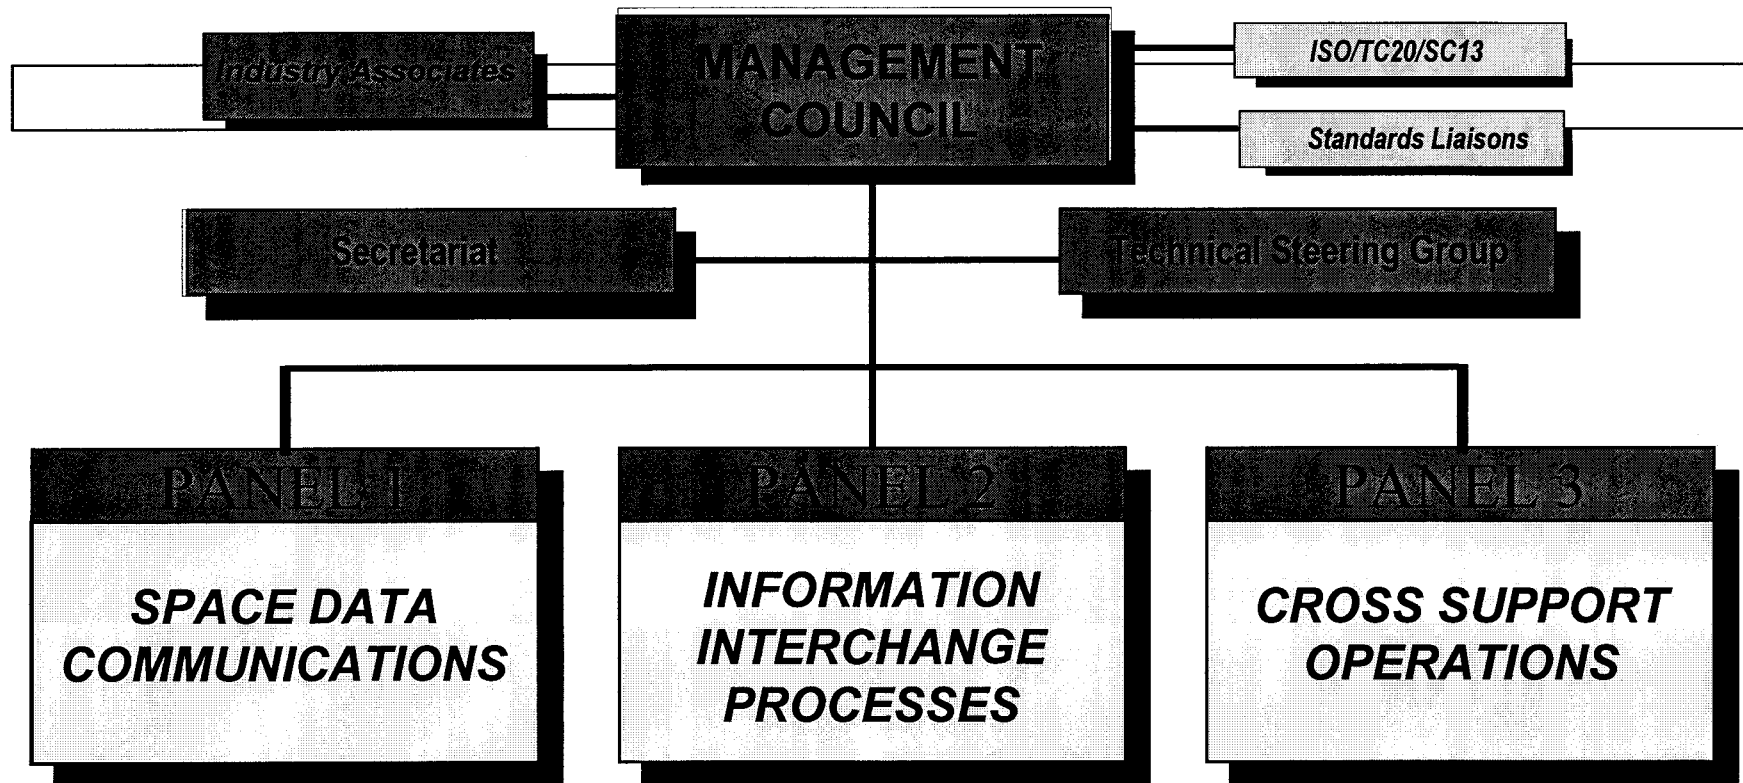 Industry Associates
MANAGEMENT
COUNCIL
ISO/TC20/SC13
Standards Liaisons
Secretariat
Technical Steering Group
PANEL 1
SPACE DATA
COMMUNICATIONS
PANEL 2
INFORMATION
INTERCHANGE
PROCESSES
PANEL 3
CROSS SUPPORT
OPERATIONS